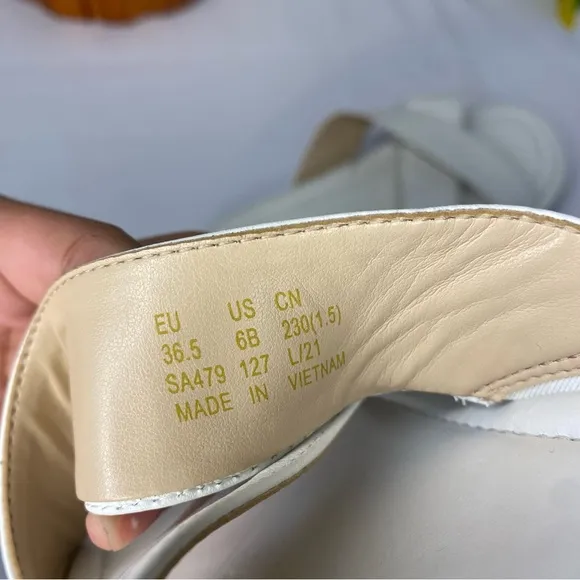 EU US CN
36.5 6B 230(1.5)
SA479 127 L/21
MADE IN VIETNAM